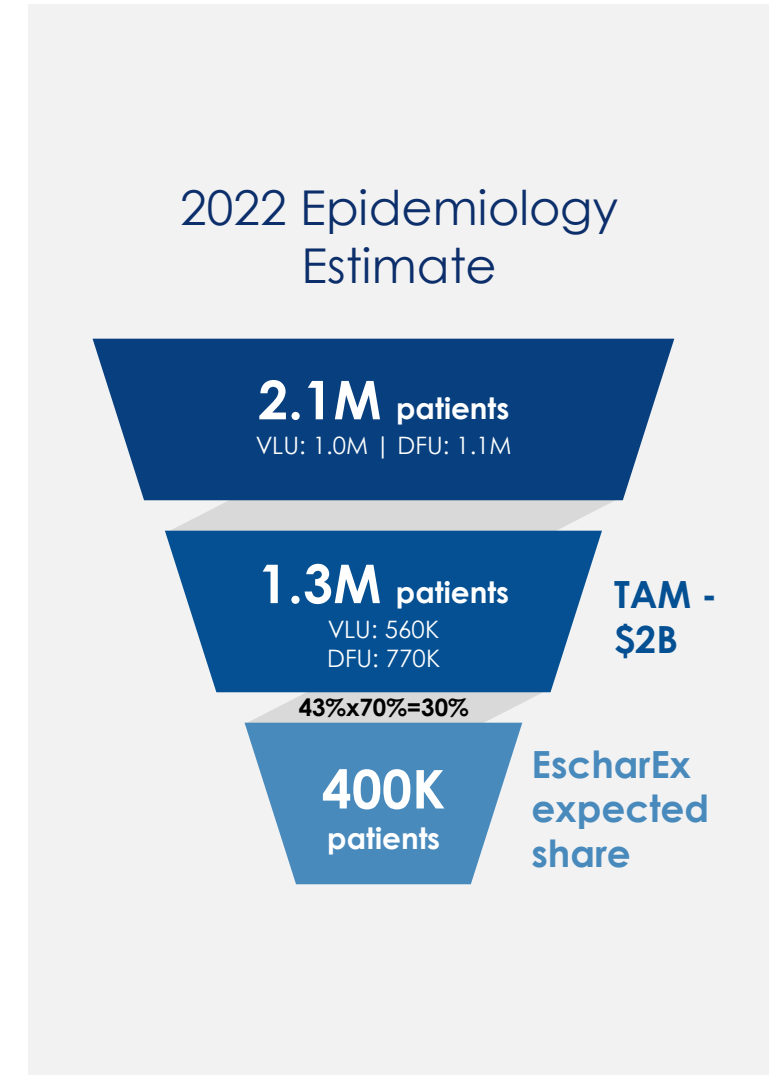 2022 Epidemiology
Estimate
2.1M patients
VLU: 1.0M | DFU: 1.1M
1.3M patients
VLU: 560K
DFU: 770K
TAM -
$2B
43%x70%=30%
400K
patients
EscharEx
expected
share